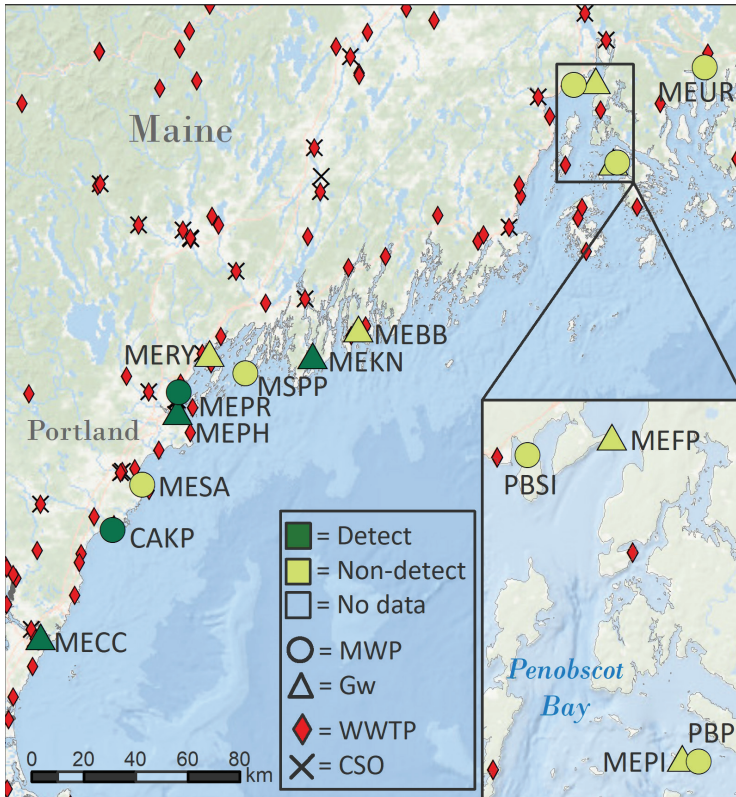 Maine
MEUR
MEBB
MERY
MEKN
MSPP
MEPR
MEPH
Portland
MESA
CAKP
MECC
= Detect
= Non-detect
= No data
= MWP
= Gw
= WWTP
= CSO
0 20 40 60 80
km
MEFP
PBSI
Penobscot
Bay
PBPI
MEPI